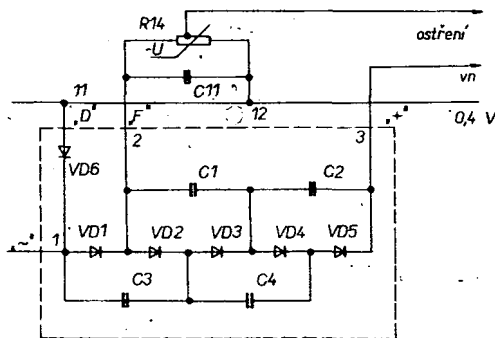 R14
ostření
-U
vn
C11
11
12
0,4 V
„D"
„F"
„+"
2
3
VD6
C1
C2
1
VD1
VD2
VD3
VD4
VD5
„~"
C3
C4